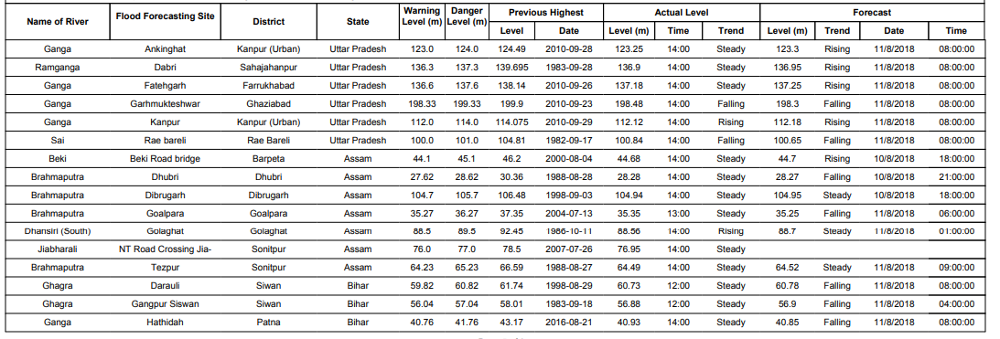 Name of River Flood Forecasting Site District State Warning Level (m) Danger Level (m) Previous Highest Actual Level Forecast
Level Date Level (m) Time Trend Level (m) Trend Date Time
Ganga Ankinghat Kanpur (Urban) Uttar Pradesh 123.0 124.0 124.49 2010-09-28 123.25 14:00 Steady 123.3 Rising 11/8/2018 08:00:00
Ramganga Dabri Sahajahanpur Uttar Pradesh 136.3 137.3 139.695 1983-09-28 136.9 14:00 Steady 136.95 Rising 11/8/2018 08:00:00
Ganga Fatehgarh Farrukhabad Uttar Pradesh 136.6 137.6 138.14 2010-09-26 137.18 14:00 Steady 137.25 Rising 11/8/2018 08:00:00
Ganga Garhmukteshwar Ghaziabad Uttar Pradesh 198.33 199.33 199.9 2010-09-23 198.48 14:00 Falling 198.3 Falling 11/8/2018 08:00:00
Ganga Kanpur Kanpur (Urban) Uttar Pradesh 112.0 114.0 114.075 2010-09-29 112.12 14:00 Rising 112.18 Rising 11/8/2018 08:00:00
Sai Rae bareli Rae Bareli Uttar Pradesh 100.0 101.0 104.81 1982-09-17 100.84 14:00 Falling 100.65 Falling 11/8/2018 08:00:00
Beki Beki Road bridge Barpeta Assam 44.1 45.1 46.2 2000-08-04 44.68 14:00 Steady 44.7 Rising 10/8/2018 18:00:00
Brahmaputra Dhubri Dhubri Assam 27.62 28.62 30.36 1988-08-28 28.28 14:00 Steady 28.27 Falling 10/8/2018 21:00:00
Brahmaputra Dibrugarh Dibrugarh Assam 104.7 105.7 106.48 1998-09-03 104.94 14:00 Steady 104.95 Steady 10/8/2018 18:00:00
Brahmaputra Goalpara Goalpara Assam 35.27 36.27 37.35 2004-07-13 35.35 13:00 Steady 35.25 Falling 11/8/2018 06:00:00
Dhansiri (South) Golaghat Golaghat Assam 88.5 89.5 92.45 1986-10-11 88.56 14:00 Rising 88.7 Steady 11/8/2018 01:00:00
Jiabharali NT Road Crossing Jia- Sonitpur Assam 76.0 77.0 78.5 2007-07-26 76.95 14:00 Steady
Brahmaputra Tezpur Sonitpur Assam 64.23 65.23 66.59 1988-08-27 64.49 14:00 Steady 64.52 Steady 11/8/2018 09:00:00
Ghagra Darauli Siwan Bihar 59.82 60.82 61.74 1998-08-29 60.73 12:00 Steady 60.78 Falling 11/8/2018 08:00:00
Ghagra Gangpur Siswan Siwan Bihar 56.04 57.04 58.01 1983-09-18 56.88 12:00 Steady 56.9 Falling 11/8/2018 04:00:00
Ganga Hathidah Patna Bihar 40.76 41.76 43.17 2016-08-21 40.93 14:00 Steady 40.85 Falling 11/8/2018 08:00:00